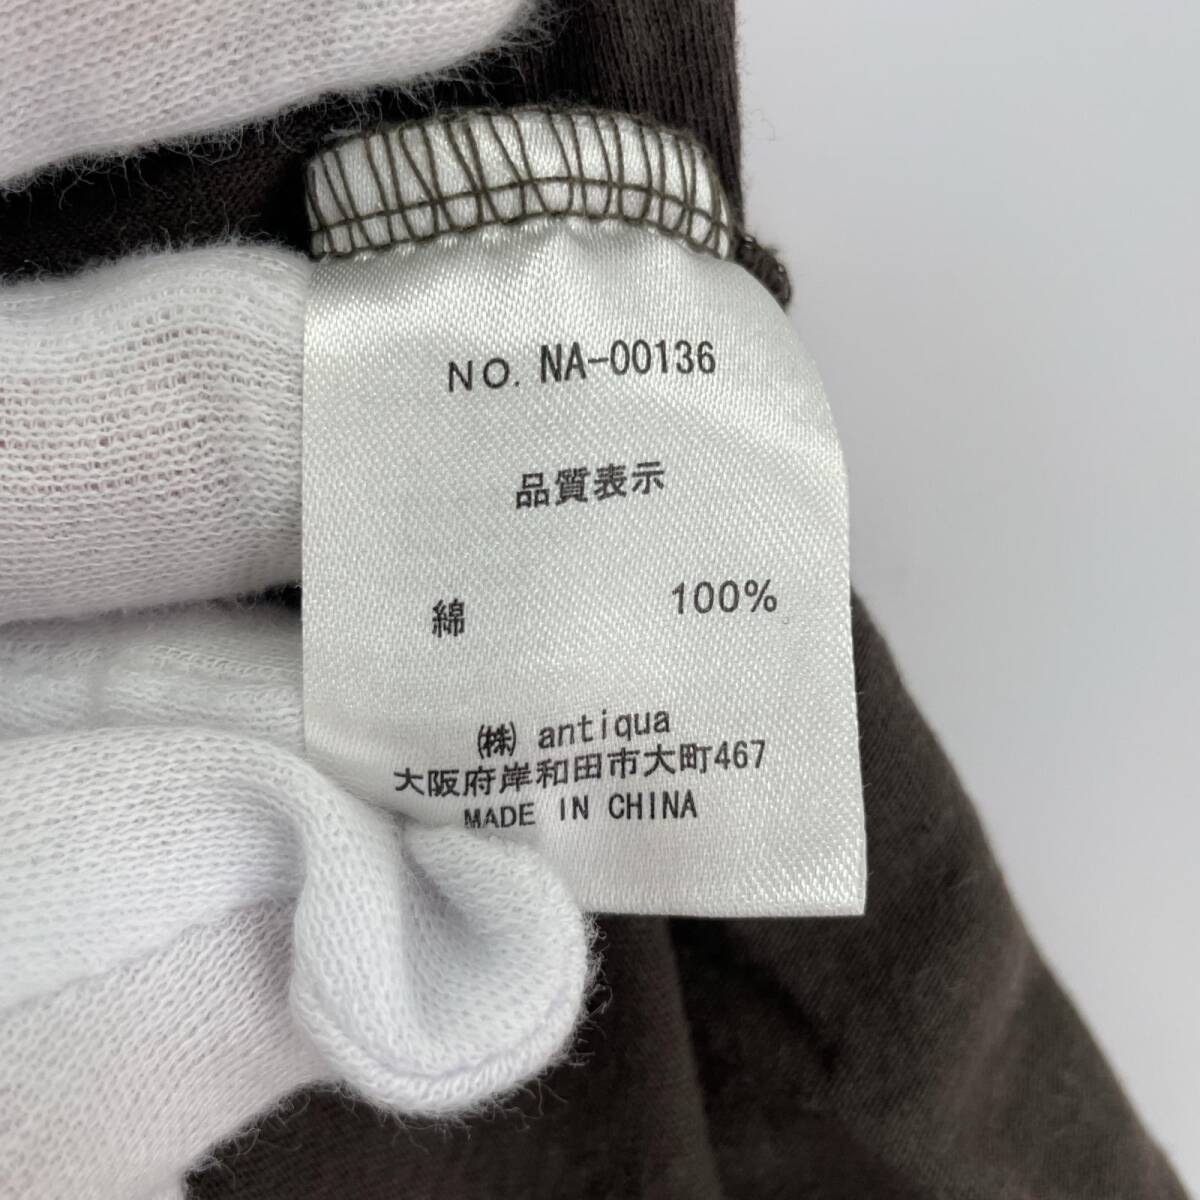 NO. NA-00136
品質表示
綿 100%
㈱ antiqua
大阪府岸和田市大町467
MADE IN CHINA